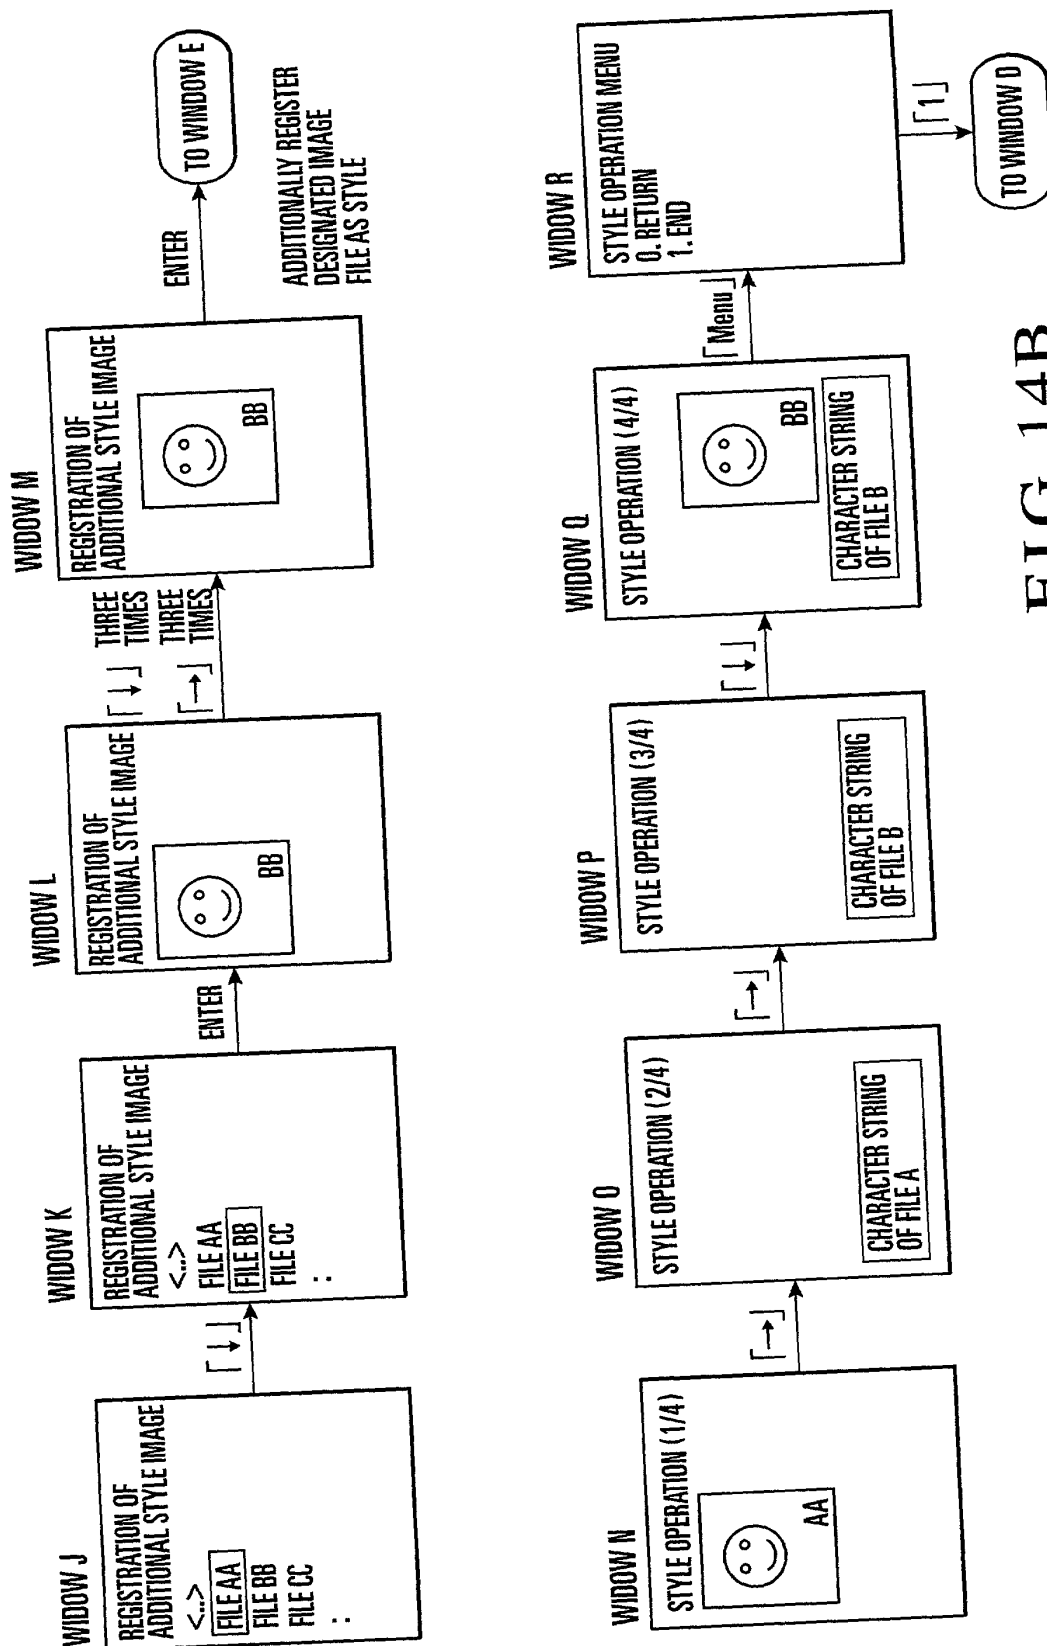 WIDOW J
REGISTRATION OF
ADDITIONAL STYLE IMAGE
<..>
FILE AA
FILE BB
FILE CC
:
「↓」
WIDOW K
REGISTRATION OF
ADDITIONAL STYLE IMAGE
<..>
FILE AA
FILE BB
FILE CC
:
ENTER
WIDOW L
REGISTRATION OF
ADDITIONAL STYLE IMAGE
BB
「↓」 THREE
TIMES
「→」 THREE
TIMES
WIDOW M
REGISTRATION OF
ADDITIONAL STYLE IMAGE
BB
ENTER
TO WINDOW E
ADDITIONALLY REGISTER
DESIGNATED IMAGE
FILE AS STYLE
WIDOW N
STYLE OPERATION (1/4)
AA
「→」
WIDOW O
STYLE OPERATION (2/4)
CHARACTER STRING
OF FILE A
「→」
WIDOW P
STYLE OPERATION (3/4)
CHARACTER STRING
OF FILE B
「↓」
WIDOW Q
STYLE OPERATION (4/4)
BB
CHARACTER STRING
OF FILE B
「Menu」
WIDOW R
STYLE OPERATION MENU
0. RETURN
1. END
「1」
TO WINDOW D
FIG 14B